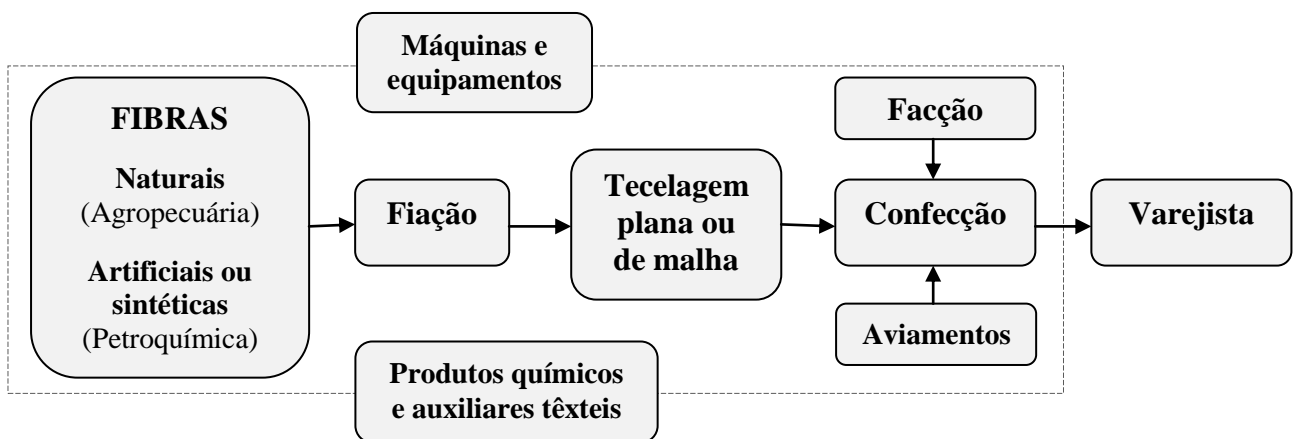 Máquinas e
equipamentos
FIBRAS
Naturais
(Agropecuária)
Artificiais ou
sintéticas
(Petroquímica)
Fiação
Tecelagem
plana ou
de malha
Facção
Confecção
Aviamentos
Varejista
Produtos químicos
e auxiliares têxteis